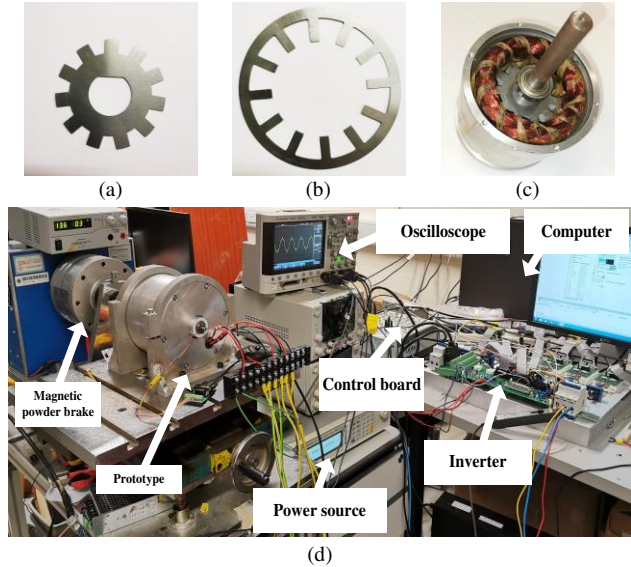 (a)
(b)
(c)
Oscilloscope
Computer
Magnetic
powder brake
Control board
Prototype
Inverter
Power source
(d)